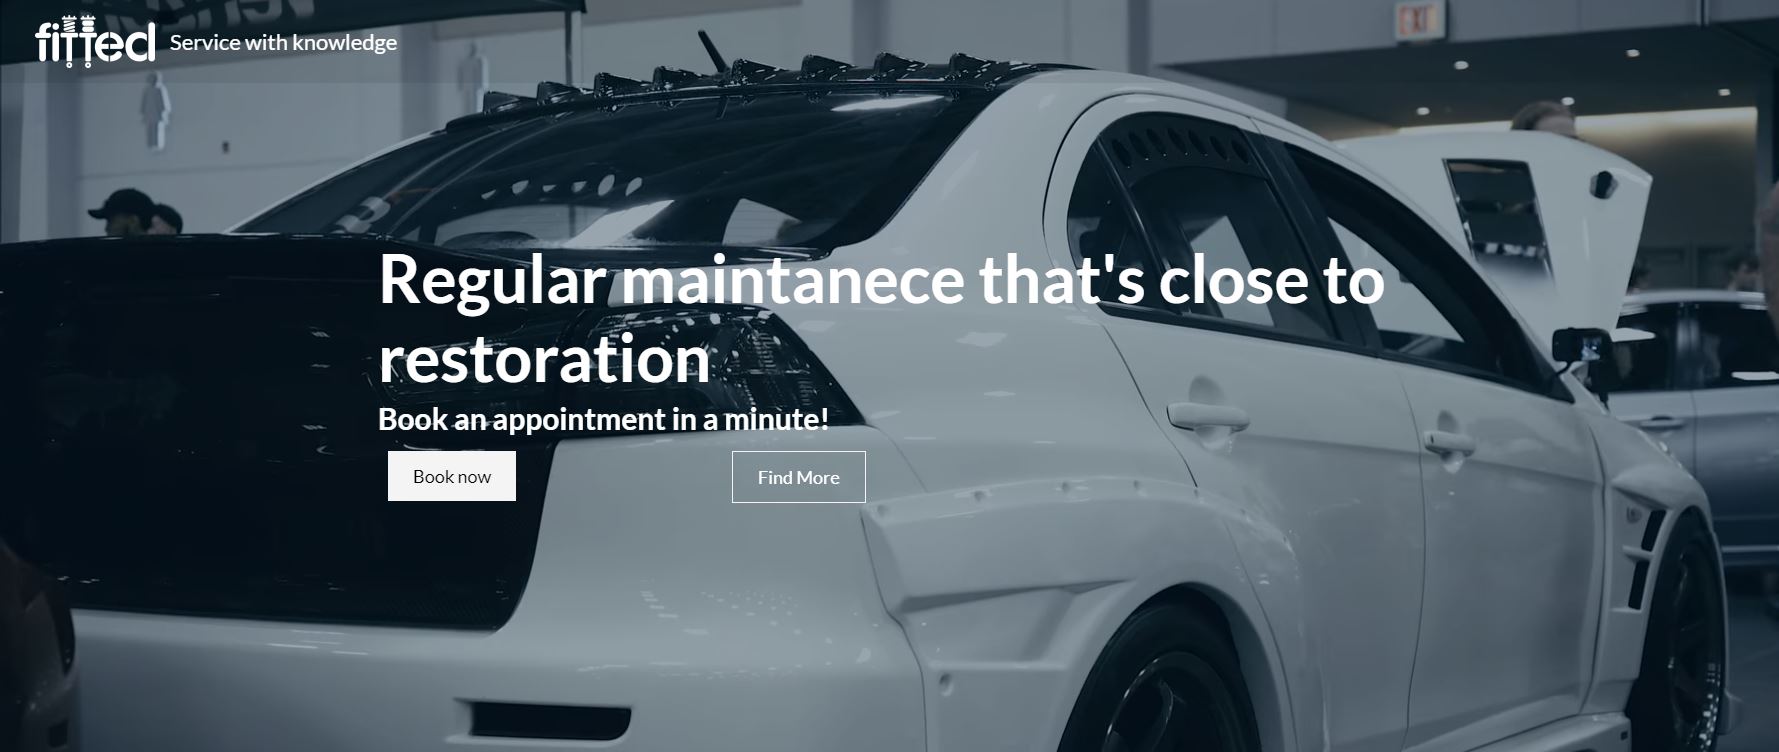 fitted Service with knowledge
EXIT
Regular maintanece that's close to
restoration
Book an appointment in a minute!
Book now
Find More